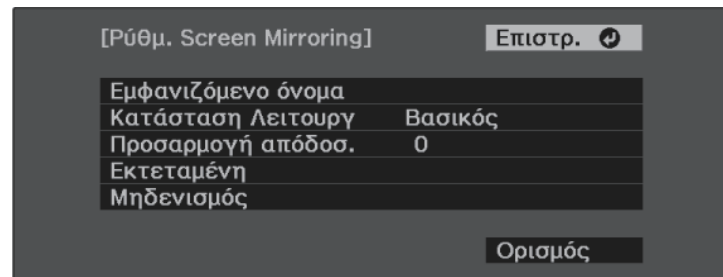 [Ρύθμ. Screen Mirroring] Επιστρ.
Εμφανιζόμενο όνομα
Κατάσταση Λειτουργ Βασικός
Προσαρμογή απόδοσ. 0
Εκτεταμένη
Μηδενισμός
Ορισμός